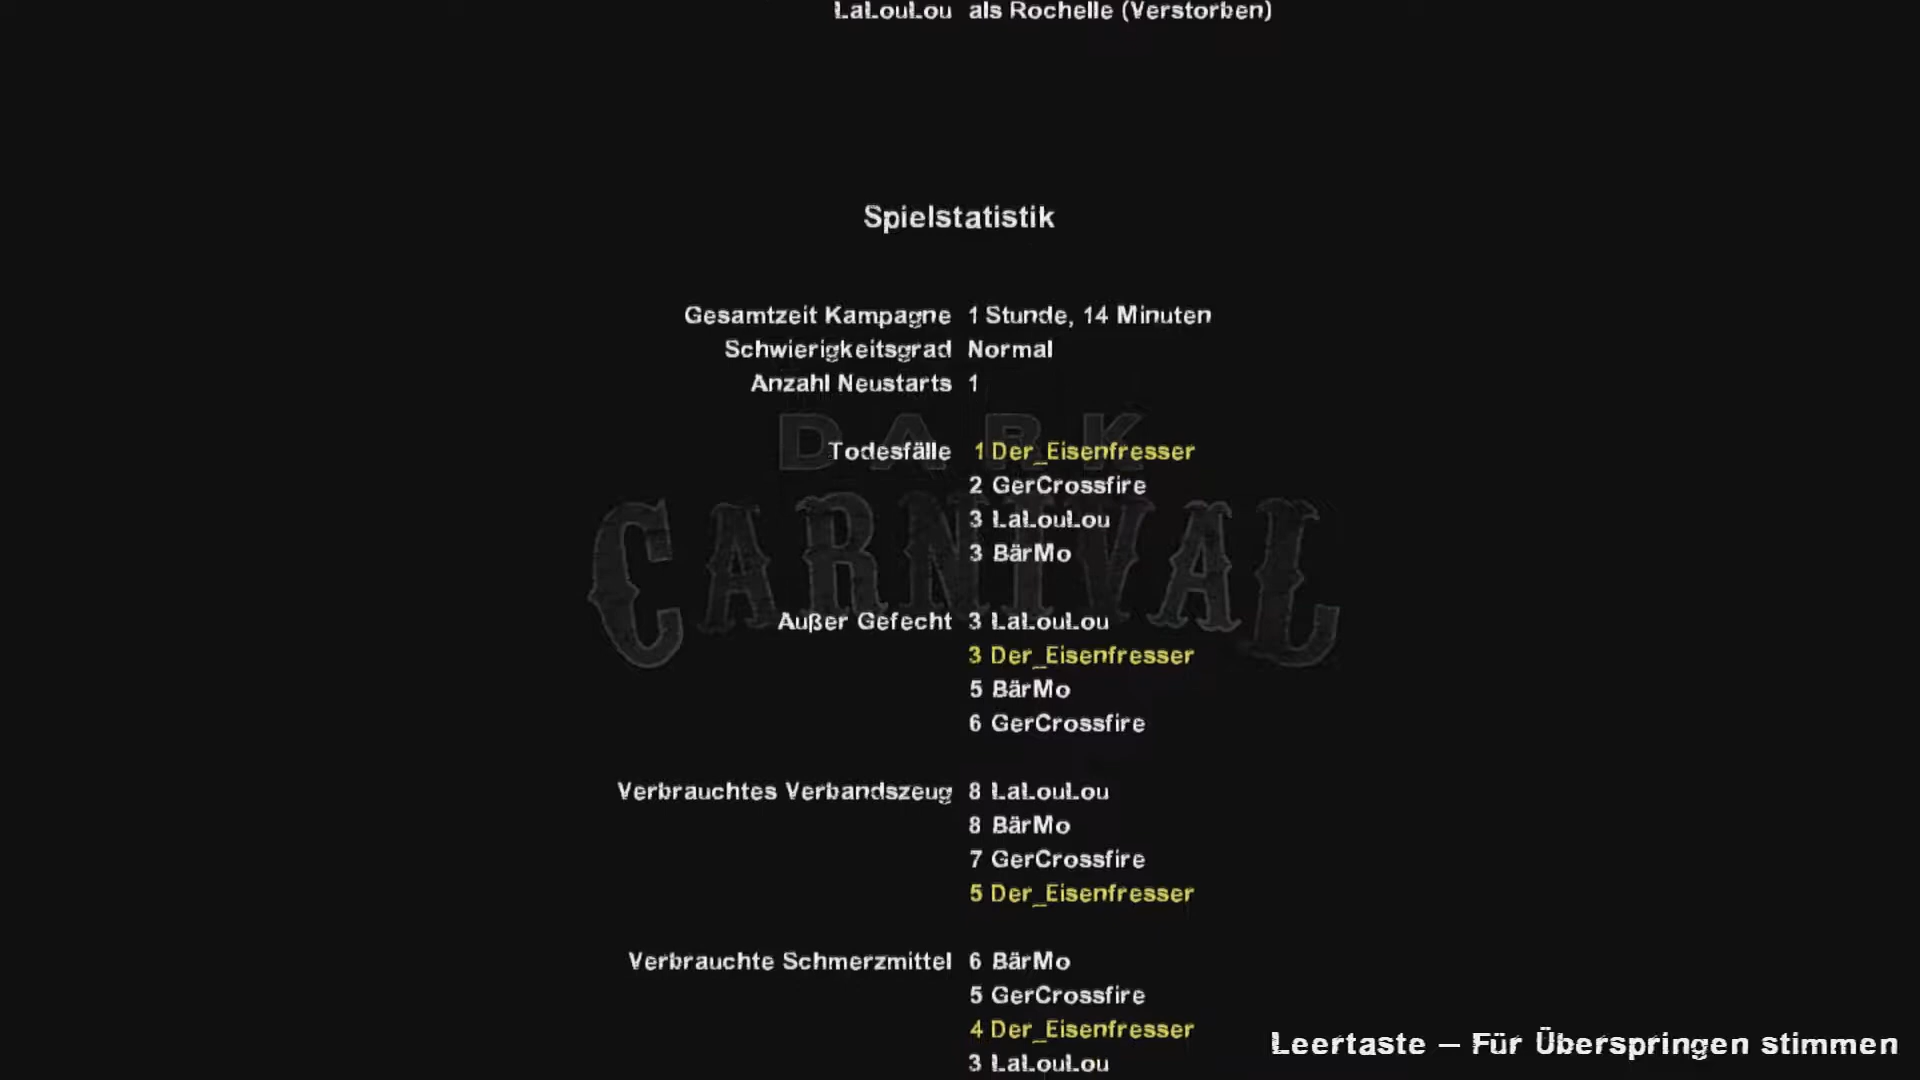 LaLouLou als Rochelle (Verstorben)
Spielstatistik
Gesamtzeit Kampagne 1 Stunde, 14 Minuten
Schwierigkeitsgrad Normal
Anzahl Neustarts 1
DARK
CARNIVAL
Todesfälle 1 Der_Eisenfresser
2 GerCrossfire
3 LaLouLou
3 BärMo
Außer Gefecht 3 LaLouLou
3 Der_Eisenfresser
5 BärMo
6 GerCrossfire
Verbrauchtes Verbandszeug 8 LaLouLou
8 BärMo
7 GerCrossfire
5 Der_Eisenfresser
Verbrauchte Schmerzmittel 6 BärMo
5 GerCrossfire
4 Der_Eisenfresser
3 LaLouLou
Leertaste – Für Überspringen stimmen